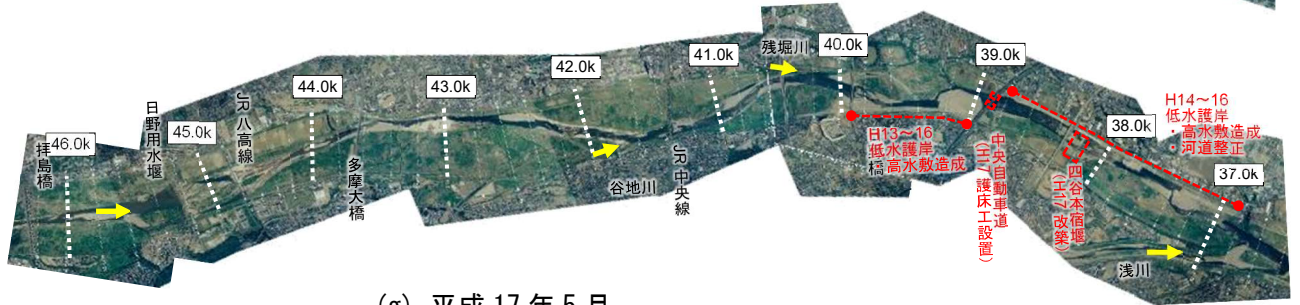 46.0k
拝島橋
日野用水堰
45.0k
JR八高線
44.0k
多摩大橋
43.0k
42.0k
谷地川
41.0k
JR中央線
残堀川
40.0k
橋
H13～16
低水護岸
・高水敷造成
39.0k
中央自動車道
(H17護床工設置)
四谷本宿堰
(H17改築)
38.0k
H14～16
低水護岸
・高水敷造成
・河道整正
37.0k
浅川
(g) 平成 17 年 5 月